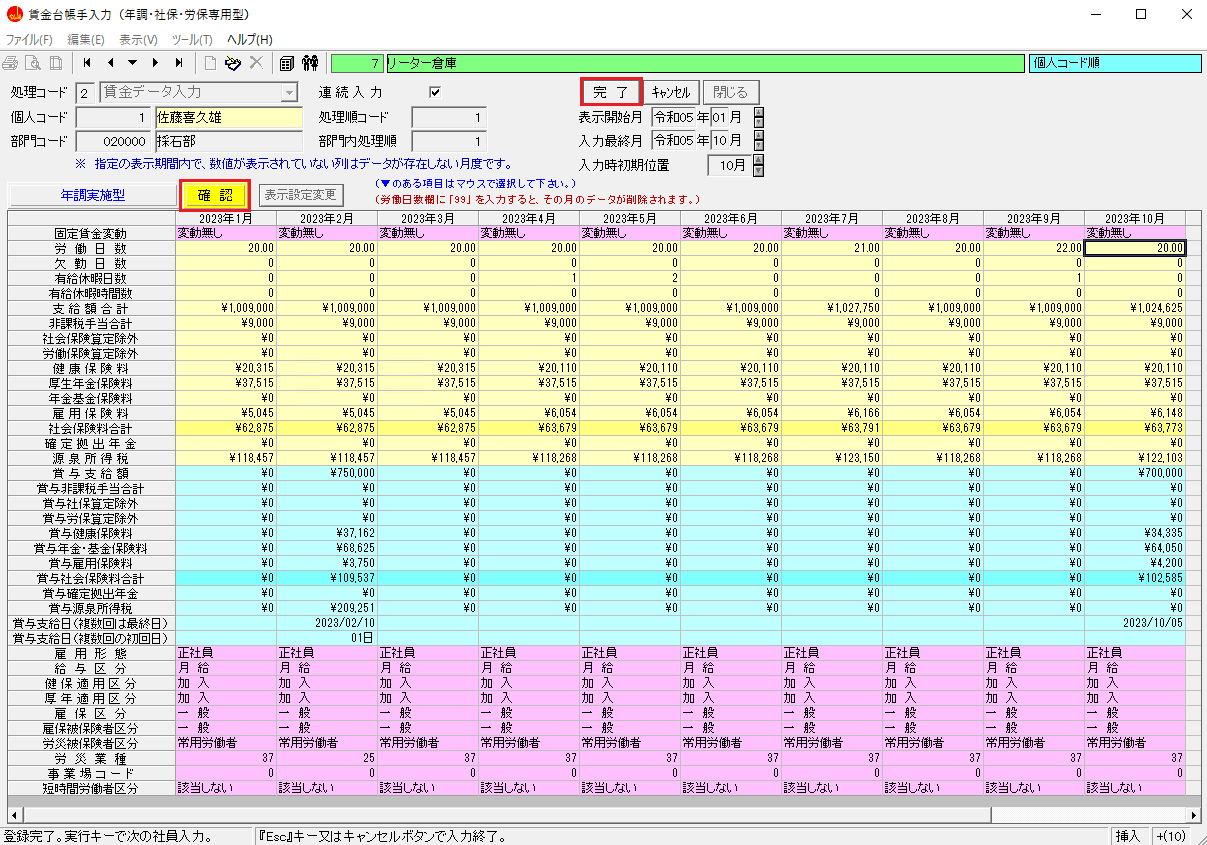 賃金台帳手入力（年調・社保・労保専用型）
ファイル(F) 編集(E) 表示(V) ツール(T) ヘルプ(H)
7 リーター倉庫 個人コード順
処理コード 2 賃金データ入力 連続入力 完 了 キャンセル 閉じる
個人コード 1 佐藤喜久雄 処理順コード 1 表示開始月 令和05 年 01 月
部門コード 020000 採石部 部門内処理順 1 入力最終月 令和05 年 10 月
※ 指定の表示期間内で、数値が表示されていない列はデータが存在しない月度です。 入力時初期位置 10月
年調実施型 確 認 表示設定変更 （▼のある項目はマウスで選択して下さい。）
（労働日数欄に「99」を入力すると、その月のデータが削除されます。）
2023年1月 2023年2月 2023年3月 2023年4月 2023年5月 2023年6月 2023年7月 2023年8月 2023年9月 2023年10月
固定賃金変動 変動無し 変動無し 変動無し 変動無し 変動無し 変動無し 変動無し 変動無し 変動無し 変動無し
労 働 日 数 20.00 20.00 20.00 20.00 20.00 20.00 21.00 20.00 22.00 20.00
欠 勤 日 数 0 0 0 0 0 0 0 0 0 0
有給休暇日数 0 0 0 1 2 0 0 0 1 0
有給休暇時間数 0 0 0 0 0 0 0 0 0 0
支 給 額 合 計 ¥1,009,000 ¥1,009,000 ¥1,009,000 ¥1,009,000 ¥1,009,000 ¥1,009,000 ¥1,027,750 ¥1,009,000 ¥1,009,000 ¥1,024,625
非課税手当合計 ¥9,000 ¥9,000 ¥9,000 ¥9,000 ¥9,000 ¥9,000 ¥9,000 ¥9,000 ¥9,000 ¥9,000
社会保険算定除外 ¥0 ¥0 ¥0 ¥0 ¥0 ¥0 ¥0 ¥0 ¥0 ¥0
労働保険算定除外 ¥0 ¥0 ¥0 ¥0 ¥0 ¥0 ¥0 ¥0 ¥0 ¥0
健 康 保 険 料 ¥20,315 ¥20,315 ¥20,315 ¥20,110 ¥20,110 ¥20,110 ¥20,110 ¥20,110 ¥20,110 ¥20,110
厚生年金保険料 ¥37,515 ¥37,515 ¥37,515 ¥37,515 ¥37,515 ¥37,515 ¥37,515 ¥37,515 ¥37,515 ¥37,515
年金基金保険料 ¥0 ¥0 ¥0 ¥0 ¥0 ¥0 ¥0 ¥0 ¥0 ¥0
雇 用 保 険 料 ¥5,045 ¥5,045 ¥5,045 ¥6,054 ¥6,054 ¥6,054 ¥6,166 ¥6,054 ¥6,054 ¥6,148
社会保険料合計 ¥62,875 ¥62,875 ¥62,875 ¥63,679 ¥63,679 ¥63,679 ¥63,791 ¥63,679 ¥63,679 ¥63,773
確 定 拠 出 年 金 ¥0 ¥0 ¥0 ¥0 ¥0 ¥0 ¥0 ¥0 ¥0 ¥0
源 泉 所 得 税 ¥118,457 ¥118,457 ¥118,457 ¥118,268 ¥118,268 ¥118,268 ¥123,150 ¥118,268 ¥118,268 ¥122,103
賞 与 支 給 額 ¥0 ¥750,000 ¥0 ¥0 ¥0 ¥0 ¥0 ¥0 ¥0 ¥700,000
賞与非課税手当合計 ¥0 ¥0 ¥0 ¥0 ¥0 ¥0 ¥0 ¥0 ¥0 ¥0
賞与社保算定除外 ¥0 ¥0 ¥0 ¥0 ¥0 ¥0 ¥0 ¥0 ¥0 ¥0
賞与労保算定除外 ¥0 ¥0 ¥0 ¥0 ¥0 ¥0 ¥0 ¥0 ¥0 ¥0
賞与健康保険料 ¥0 ¥37,162 ¥0 ¥0 ¥0 ¥0 ¥0 ¥0 ¥0 ¥34,335
賞与年金・基金保険料 ¥0 ¥68,625 ¥0 ¥0 ¥0 ¥0 ¥0 ¥0 ¥0 ¥64,050
賞与雇用保険料 ¥0 ¥3,750 ¥0 ¥0 ¥0 ¥0 ¥0 ¥0 ¥0 ¥4,200
賞与社会保険料合計 ¥0 ¥109,537 ¥0 ¥0 ¥0 ¥0 ¥0 ¥0 ¥0 ¥102,585
賞与確定拠出年金 ¥0 ¥0 ¥0 ¥0 ¥0 ¥0 ¥0 ¥0 ¥0 ¥0
賞与源泉所得税 ¥0 ¥209,251 ¥0 ¥0 ¥0 ¥0 ¥0 ¥0 ¥0 ¥0
賞与支給日（複数回は最終日） 2023/02/10 2023/10/05
賞与支給日（複数回の初回日） 01日
雇 用 形 態 正社員 正社員 正社員 正社員 正社員 正社員 正社員 正社員 正社員 正社員
給 与 区 分 月 給 月 給 月 給 月 給 月 給 月 給 月 給 月 給 月 給 月 給
健 保 適 用 区 分 加 入 加 入 加 入 加 入 加 入 加 入 加 入 加 入 加 入 加 入
厚 年 適 用 区 分 加 入 加 入 加 入 加 入 加 入 加 入 加 入 加 入 加 入 加 入
雇 保 区 分 一 般 一 般 一 般 一 般 一 般 一 般 一 般 一 般 一 般 一 般
雇保被保険者区分 一 般 一 般 一 般 一 般 一 般 一 般 一 般 一 般 一 般 一 般
労災被保険者区分 常用労働者 常用労働者 常用労働者 常用労働者 常用労働者 常用労働者 常用労働者 常用労働者 常用労働者 常用労働者
労 災 業 種 37 25 37 37 37 37 37 37 37 37
事 業 場 コ ー ド 0 0 0 0 0 0 0 0 0 0
短時間労働者区分 該当しない 該当しない 該当しない 該当しない 該当しない 該当しない 該当しない 該当しない 該当しない 該当しない
登録完了。実行キーで次の社員入力。 『Esc』キー又はキャンセルボタンで入力終了。 挿入 +(10)